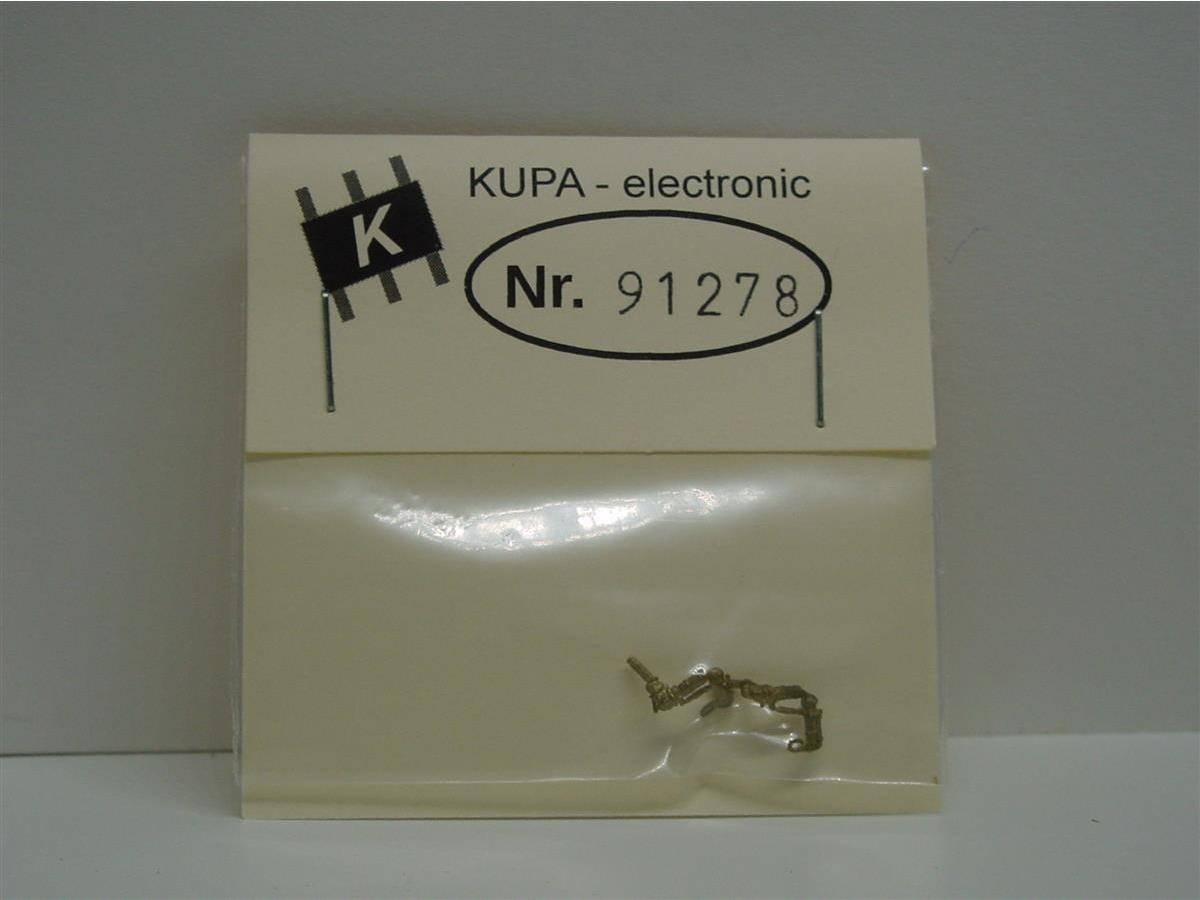 KUPA - electronic
K
Nr. 91278